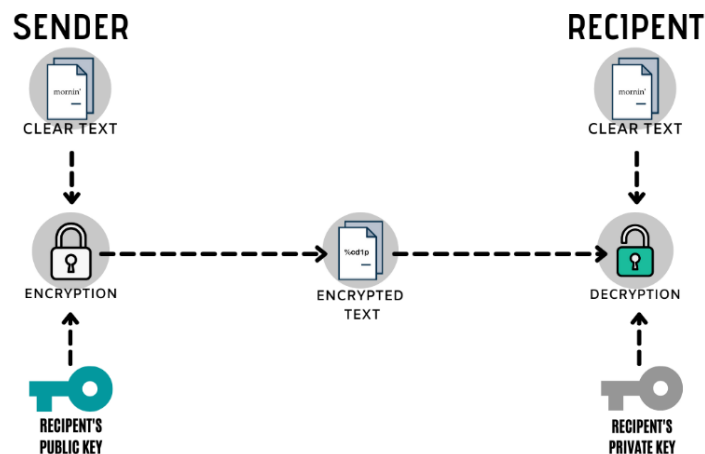 SENDER
RECIPENT
mornin'
mornin'
CLEAR TEXT
CLEAR TEXT
%od1p
ENCRYPTION
ENCRYPTED
TEXT
DECRYPTION
RECIPENT'S
PUBLIC KEY
RECIPENT'S
PRIVATE KEY